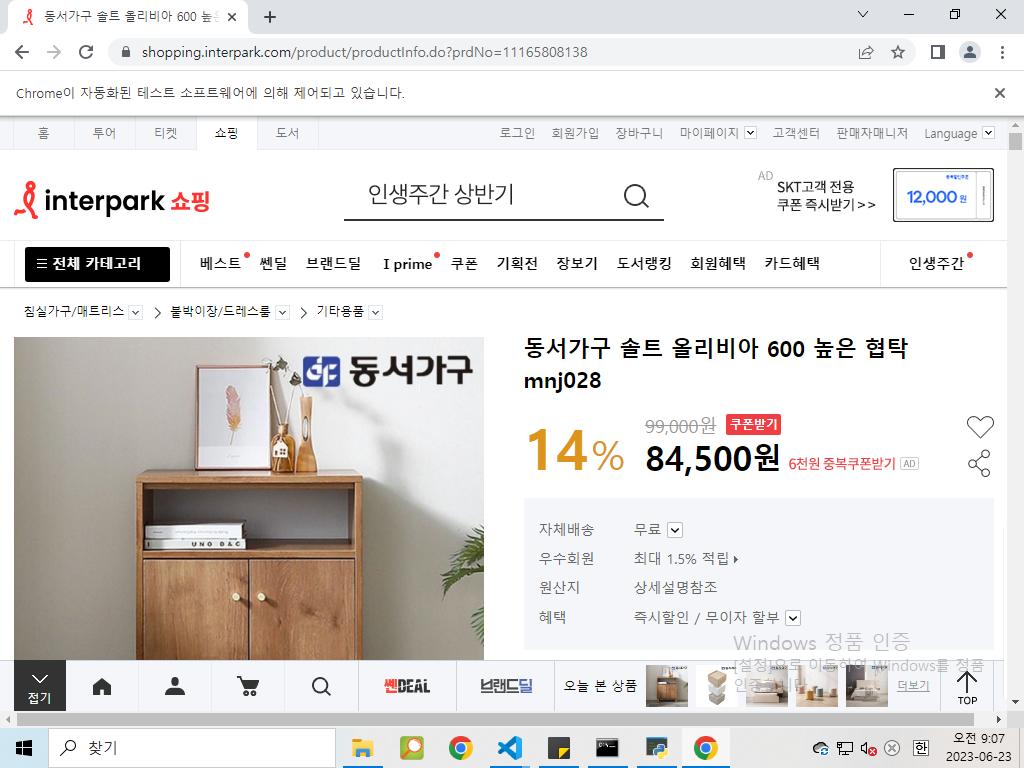 동서가구 솔트 올리비아 600 높은
shopping.interpark.com/product/productInfo.do?prdNo=11165808138
Chrome이 자동화된 테스트 소프트웨어에 의해 제어되고 있습니다.
홈 투어 티켓 쇼핑 도서 로그인 회원가입 장바구니 마이페이지 고객센터 판매자매니저 Language
interpark 쇼핑
인생주간 상반기
AD
SKT고객 전용
쿠폰 즉시받기>>
12,000원
전체 카테고리 베스트 쎈딜 브랜드딜 I prime 쿠폰 기획전 장보기 도서랭킹 회원혜택 카드혜택 인생주간
침실가구/매트리스 > 붙박이장/드레스룸 > 기타용품
동서가구
UNO D&C
동서가구 솔트 올리비아 600 높은 협탁
mnj028
14%
99,000원 쿠폰받기
84,500원 6천원 중복쿠폰받기 AD
자체배송 무료
우수회원 최대 1.5% 적립
원산지 상세설명참조
혜택 즉시할인 / 무이자 할부
Windows 정품 인증
[설정]으로 이동하여 Windows를 정품
인증합니다.
접기
쎈DEAL
브랜드딜
오늘 본 상품
더보기
TOP
찾기
한
오전 9:07
2023-06-23